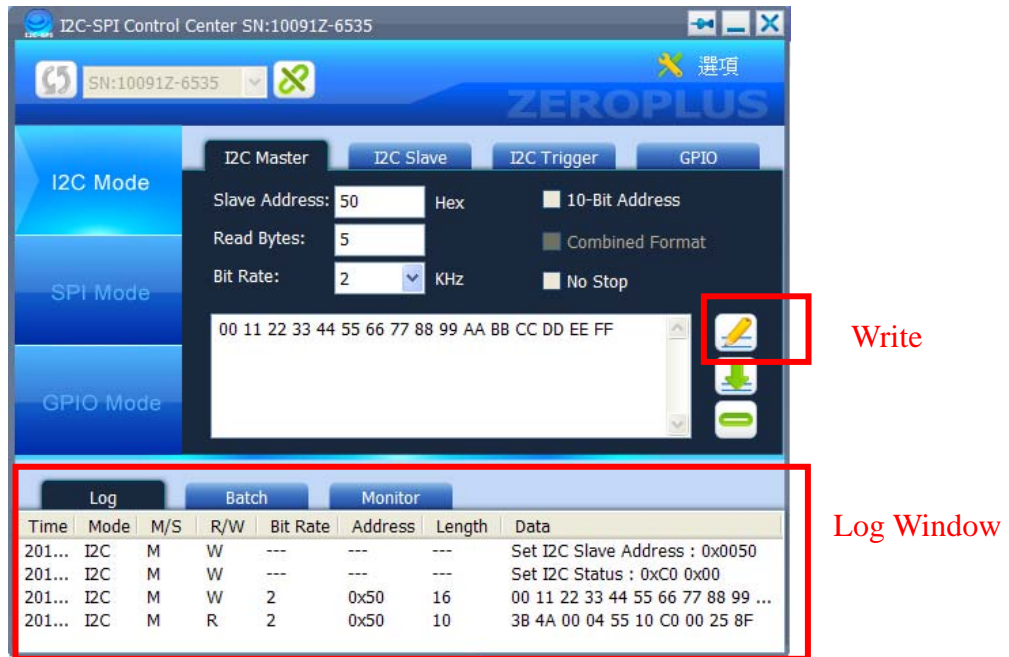 I2C-SPI Control Center SN:10091Z-6535
SN:10091Z-6535
選項
ZEROPLUS
I2C Mode
SPI Mode
GPIO Mode
I2C Master I2C Slave I2C Trigger GPIO
Slave Address: 50 Hex 10-Bit Address
Read Bytes: 5 Combined Format
Bit Rate: 2 KHz No Stop
00 11 22 33 44 55 66 77 88 99 AA BB CC DD EE FF
Write
Log Batch Monitor
Log Window
Time Mode M/S R/W Bit Rate Address Length Data
201... I2C M W --- --- --- Set I2C Slave Address : 0x0050
201... I2C M W --- --- --- Set I2C Status : 0xC0 0x00
201... I2C M W 2 0x50 16 00 11 22 33 44 55 66 77 88 99 ...
201... I2C M R 2 0x50 10 3B 4A 00 04 55 10 C0 00 25 8F